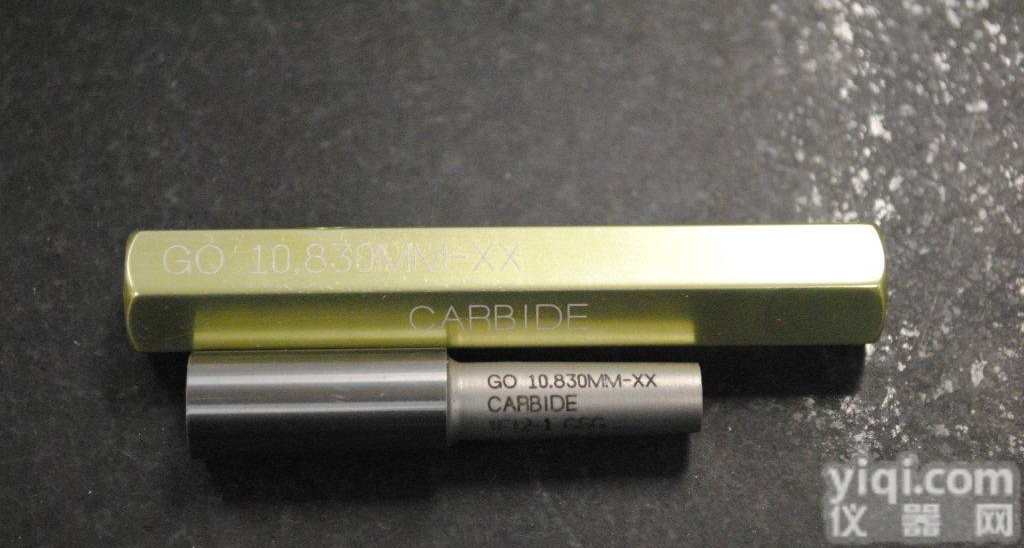 GO 10.830MM-XX
CARBIDE
GO 10.830MM-XX
CARBIDE
yiqi.com
仪器网